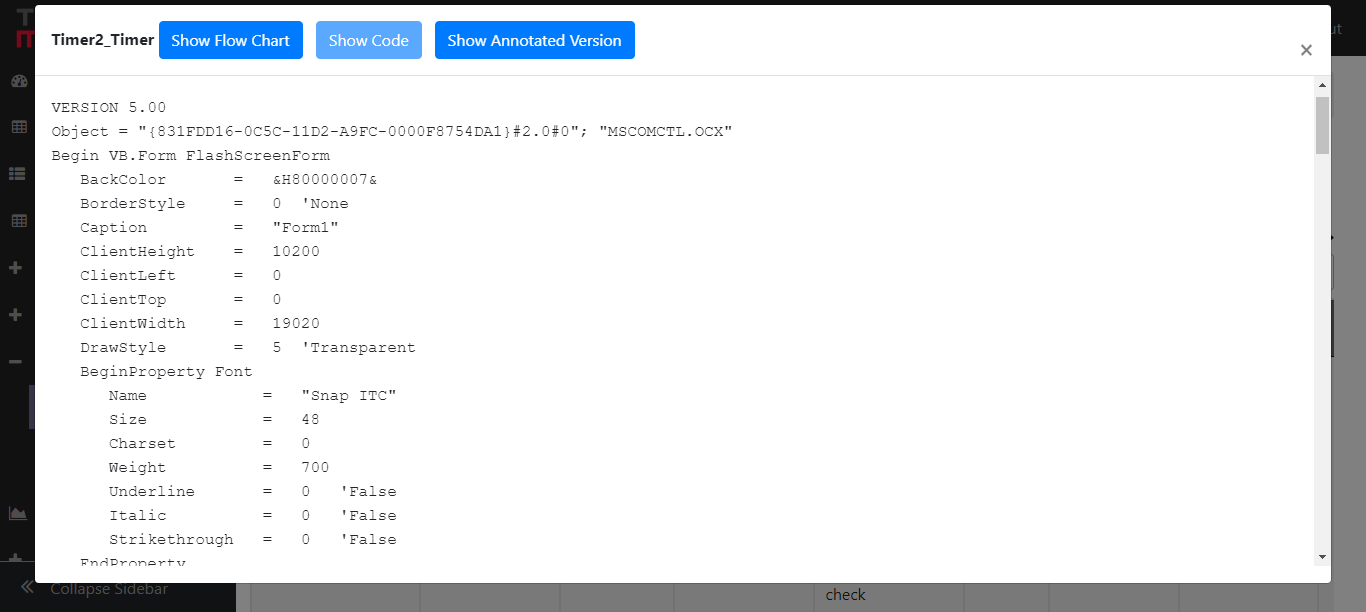 Timer2_Timer Show Flow Chart Show Code Show Annotated Version
×
VERSION 5.00
Object = "{831FDD16-0C5C-11D2-A9FC-0000F8754DA1}#2.0#0"; "MSCOMCTL.OCX"
Begin VB.Form FlashScreenForm
   BackColor       =   &H80000007&
   BorderStyle     =   0  'None
   Caption         =   "Form1"
   ClientHeight    =   10200
   ClientLeft      =   0
   ClientTop       =   0
   ClientWidth     =   19020
   DrawStyle       =   5  'Transparent
   BeginProperty Font
      Name            =   "Snap ITC"
      Size            =   48
      Charset         =   0
      Weight          =   700
      Underline       =   0   'False
      Italic          =   0   'False
      Strikethrough   =   0   'False
   EndProperty
Collapse Sidebar
check